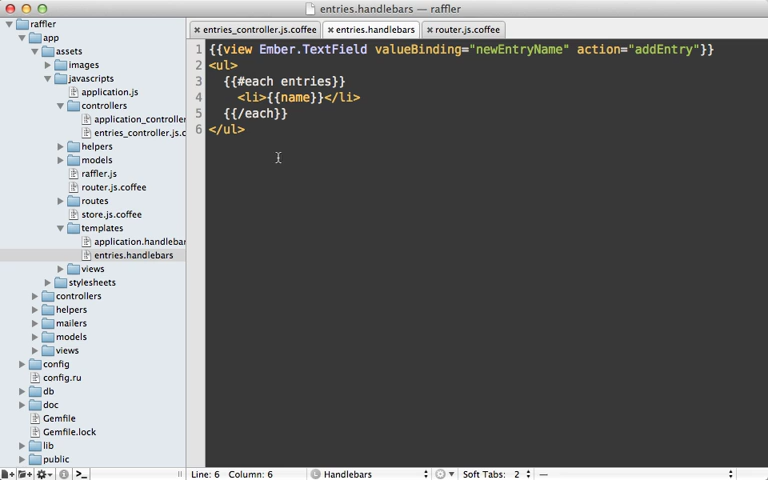 entries.handlebars — raffler
entries_controller.js.coffee
entries.handlebars
router.js.coffee
raffler
app
assets
images
javascripts
application.js
controllers
application_controller
entries_controller.js.c
helpers
models
raffler.js
router.js.coffee
routes
store.js.coffee
templates
application.handlebar
entries.handlebars
views
stylesheets
controllers
helpers
mailers
models
views
config
config.ru
db
doc
Gemfile
Gemfile.lock
lib
public
1 {{view Ember.TextField valueBinding="newEntryName" action="addEntry"}}
2 <ul>
3 {{#each entries}}
4 <li>{{name}}</li>
5 {{/each}}
6 </ul>
Line: 6 Column: 6
Handlebars
Soft Tabs: 2
—